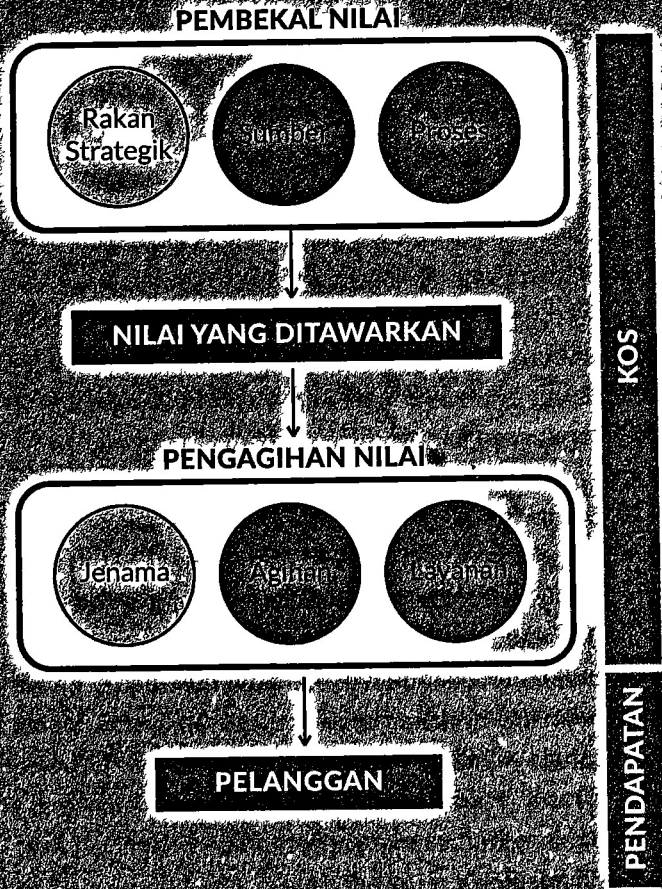 PEMBEKAL NILAI
Rakan
Strategik
Sumber
Proses
NILAI YANG DITAWARKAN
PENGAGIHAN NILAI
Jenama
Agihan
Layanan
PELANGGAN
KOS
PENDAPATAN